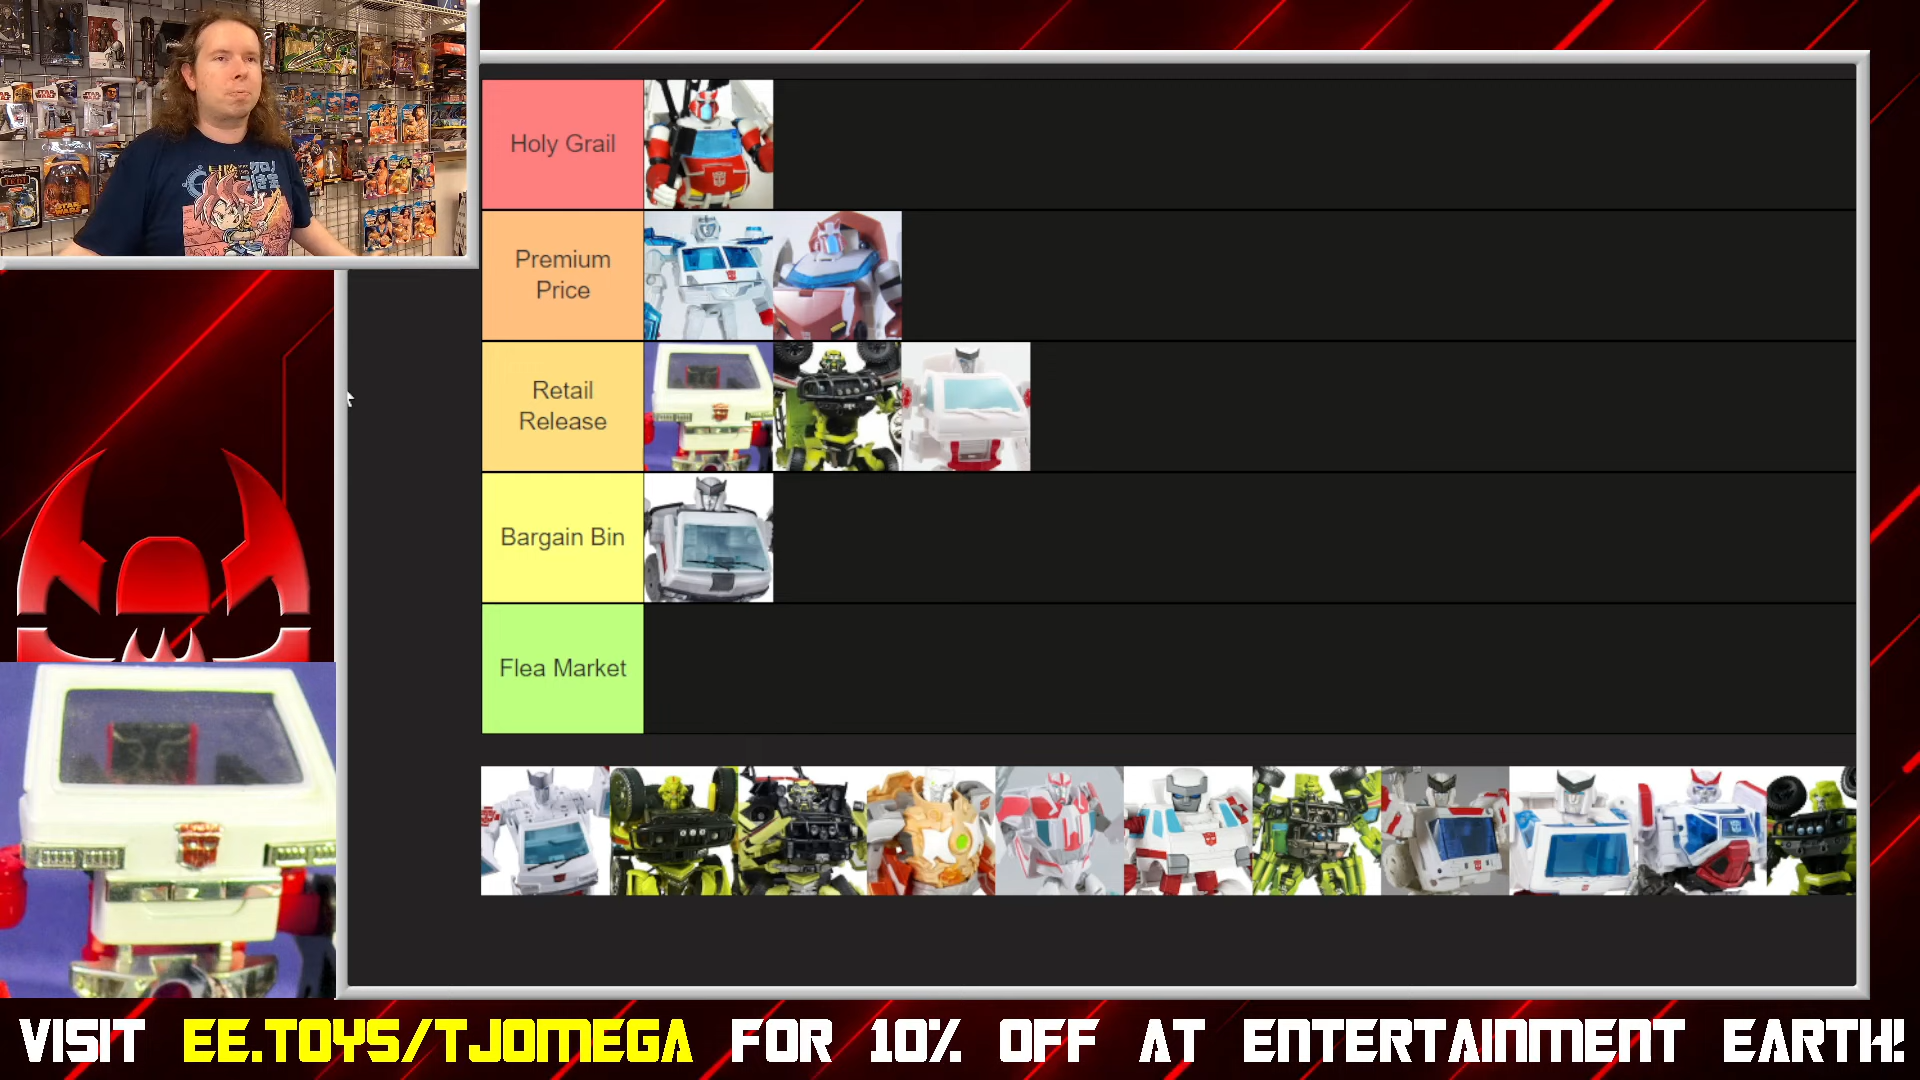 Holy Grail
Premium
Price
Retail
Release
Bargain Bin
Flea Market
VISIT EE.TOYS/TJOMEGA FOR 10% OFF AT ENTERTAINMENT EARTH!